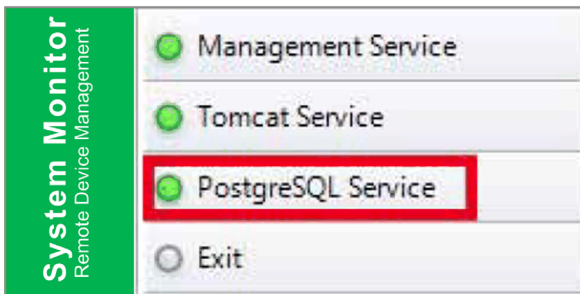 System Monitor
Remote Device Management
Management Service
Tomcat Service
PostgreSQL Service
Exit